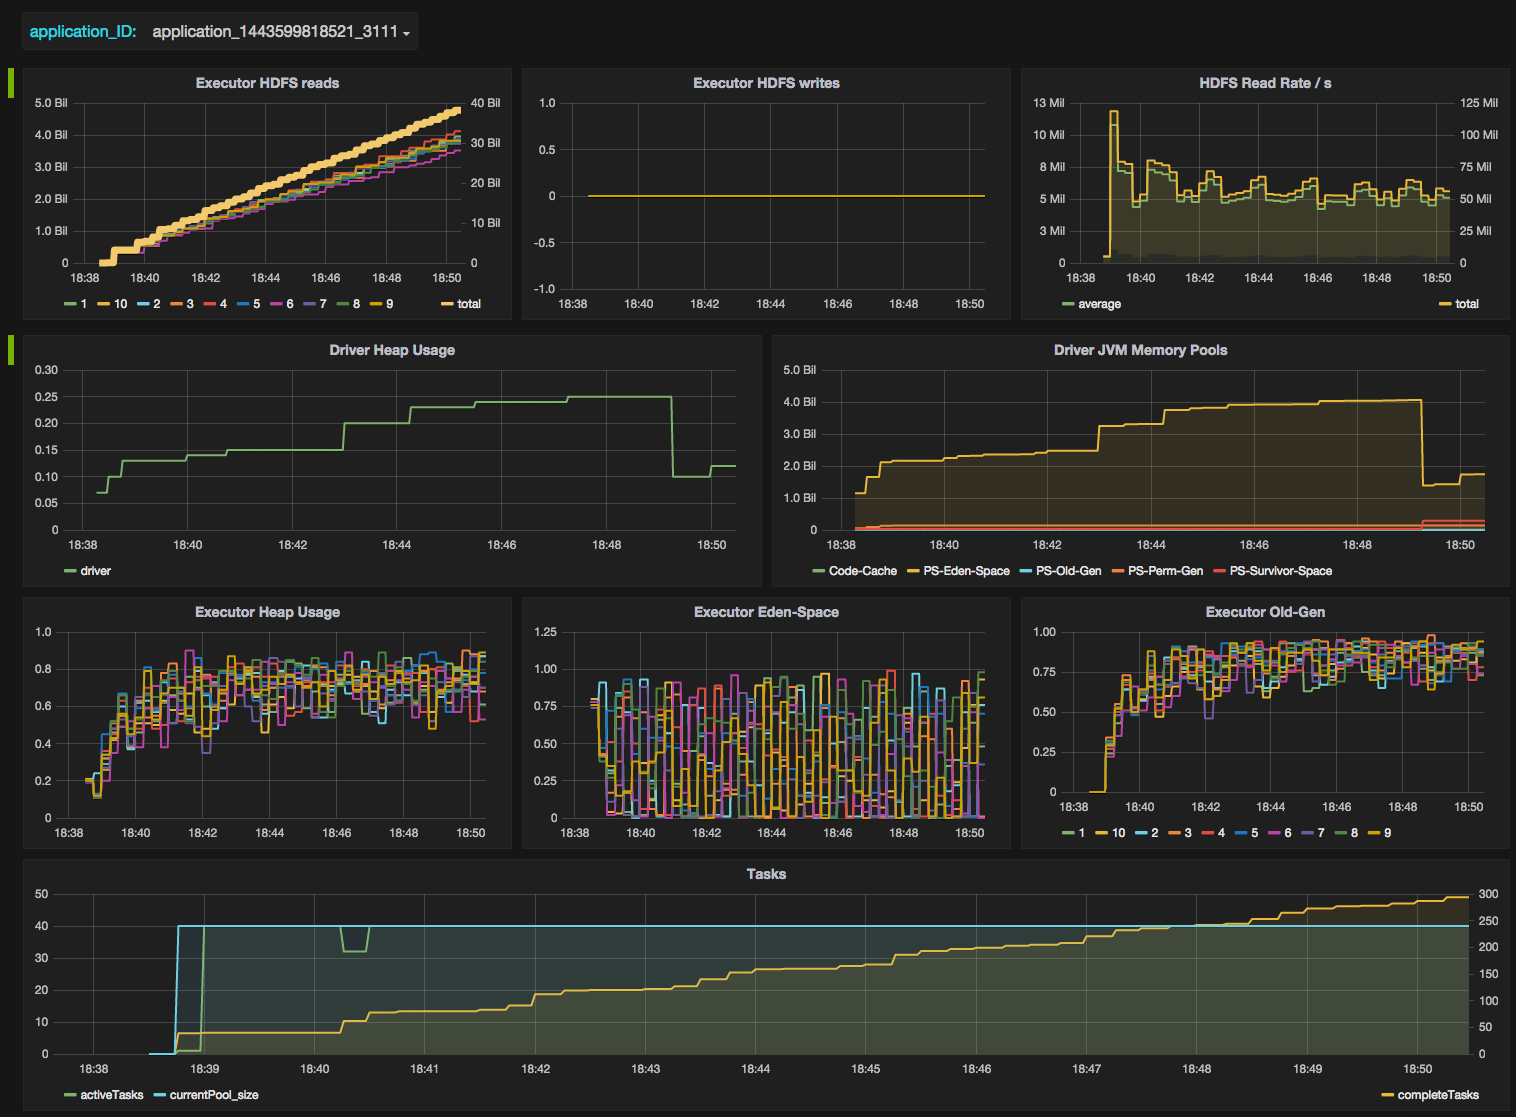 application_ID: application_1443599818521_3111
Executor HDFS reads
5.0 Bil 40 Bil
4.0 Bil
30 Bil
3.0 Bil
20 Bil
2.0 Bil
10 Bil
1.0 Bil
0 0
18:38 18:40 18:42 18:44 18:46 18:48 18:50
1 10 2 3 4 5 6 7 8 9 total
Executor HDFS writes
1.0
0.5
0
-0.5
-1.0
18:38 18:40 18:42 18:44 18:46 18:48 18:50
HDFS Read Rate / s
13 Mil 125 Mil
10 Mil 100 Mil
8 Mil 75 Mil
5 Mil 50 Mil
3 Mil 25 Mil
0 0
18:38 18:40 18:42 18:44 18:46 18:48 18:50
average total
Driver Heap Usage
0.30
0.25
0.20
0.15
0.10
0.05
0
18:38 18:40 18:42 18:44 18:46 18:48 18:50
driver
Driver JVM Memory Pools
5.0 Bil
4.0 Bil
3.0 Bil
2.0 Bil
1.0 Bil
0
18:38 18:40 18:42 18:44 18:46 18:48 18:50
Code-Cache PS-Eden-Space PS-Old-Gen PS-Perm-Gen PS-Survivor-Space
Executor Heap Usage
1.0
0.8
0.6
0.4
0.2
0
18:38 18:40 18:42 18:44 18:46 18:48 18:50
Executor Eden-Space
1.25
1.00
0.75
0.50
0.25
0
18:38 18:40 18:42 18:44 18:46 18:48 18:50
Executor Old-Gen
1.00
0.75
0.50
0.25
0
18:38 18:40 18:42 18:44 18:46 18:48 18:50
1 10 2 3 4 5 6 7 8 9
Tasks
50 300
250
40
200
30
150
20
100
10
50
0 0
18:38 18:39 18:40 18:41 18:42 18:43 18:44 18:45 18:46 18:47 18:48 18:49 18:50
activeTasks currentPool_size completeTasks